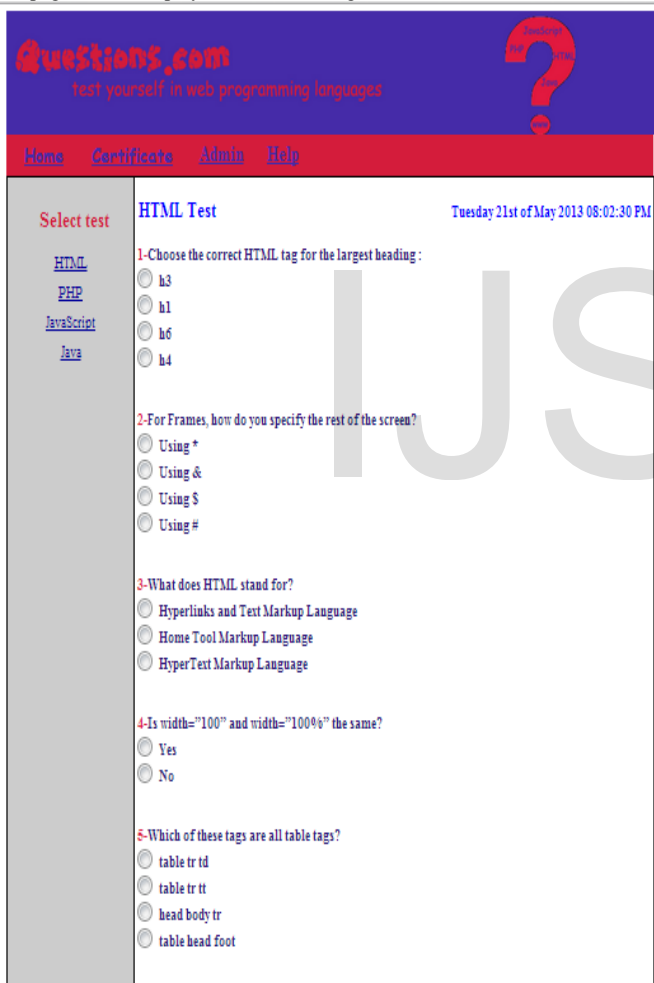 Questions.com
test yourself in web programming languages
JavaScript
PHP
HTML
Java
www
Home Certificate Admin Help
Select test
HTML
PHP
JavaScript
Java
HTML Test
Tuesday 21st of May 2013 08:02:30 PM
1-Choose the correct HTML tag for the largest heading :
h3
h1
h6
h4
2-For Frames, how do you specify the rest of the screen?
Using *
Using &
Using $
Using #
3-What does HTML stand for?
Hyperlinks and Text Markup Language
Home Tool Markup Language
HyperText Markup Language
4-Is width=”100” and width=”100%” the same?
Yes
No
5-Which of these tags are all table tags?
table tr td
table tr tt
head body tr
table head foot
IJS